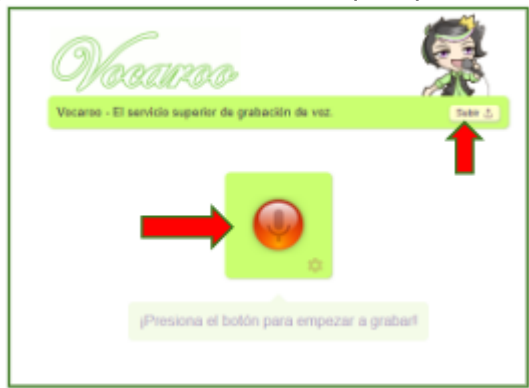 Vocaroo
Vocaroo - El servicio superior de grabación de voz.
Subir
¡Presiona el botón para empezar a grabar!